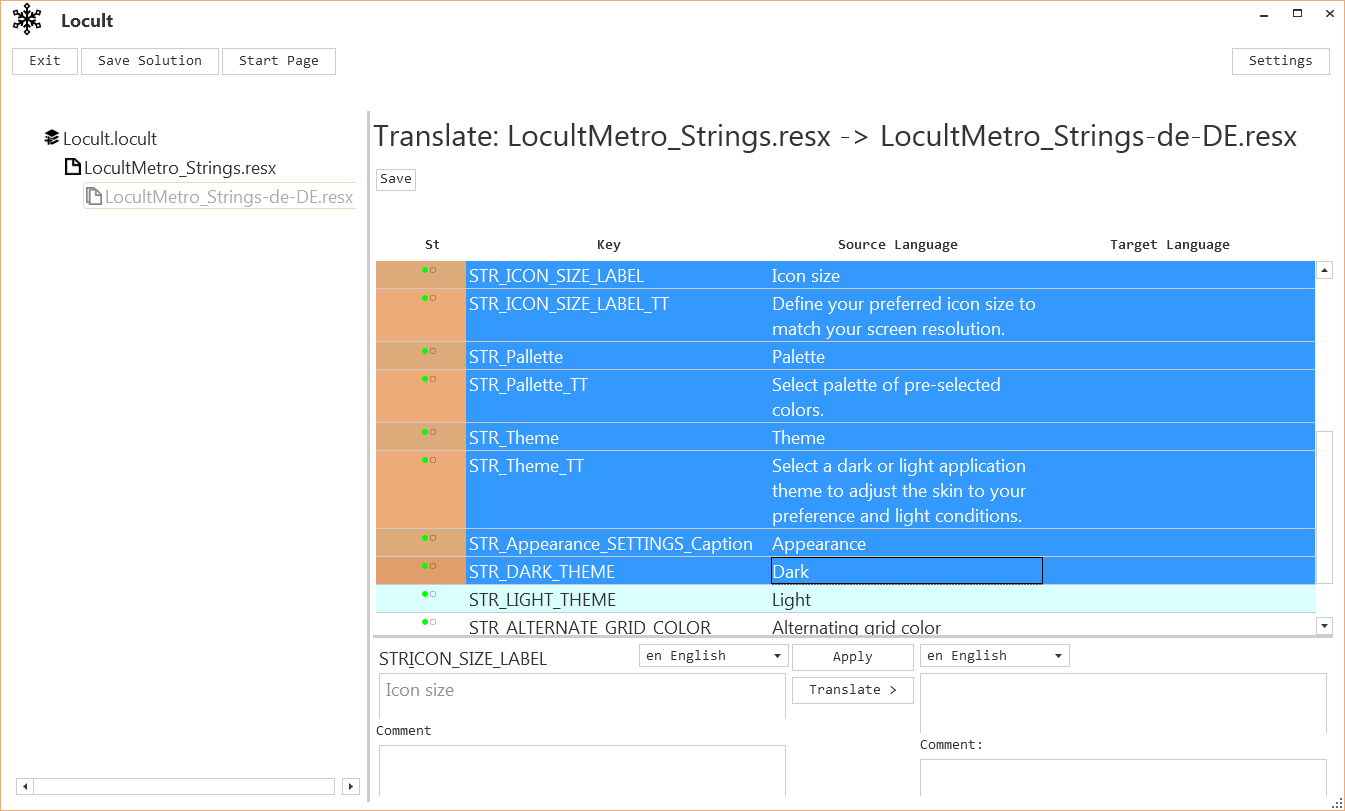 Locult
Exit Save Solution Start Page Settings
Locult.locult
LocultMetro_Strings.resx
LocultMetro_Strings-de-DE.resx
Translate: LocultMetro_Strings.resx -> LocultMetro_Strings-de-DE.resx
Save
St Key Source Language Target Language
STR_ICON_SIZE_LABEL Icon size
STR_ICON_SIZE_LABEL_TT Define your preferred icon size to
match your screen resolution.
STR_Pallette Palette
STR_Pallette_TT Select palette of pre-selected
colors.
STR_Theme Theme
STR_Theme_TT Select a dark or light application
theme to adjust the skin to your
preference and light conditions.
STR_Appearance_SETTINGS_Caption Appearance
STR_DARK_THEME Dark
STR_LIGHT_THEME Light
STR_ALTERNATE_GRID_COLOR Alternating grid color
STRICON_SIZE_LABEL en English Apply en English
Icon size Translate >
Comment
Comment: